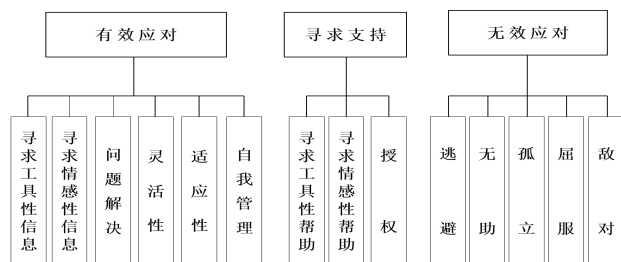 有效应对
寻求支持
无效应对
寻求工具性信息
寻求情感性信息
问题解决
灵活性
适应性
自我管理
寻求工具性帮助
寻求情感性帮助
授权
逃避
无助
孤立
屈服
敌对